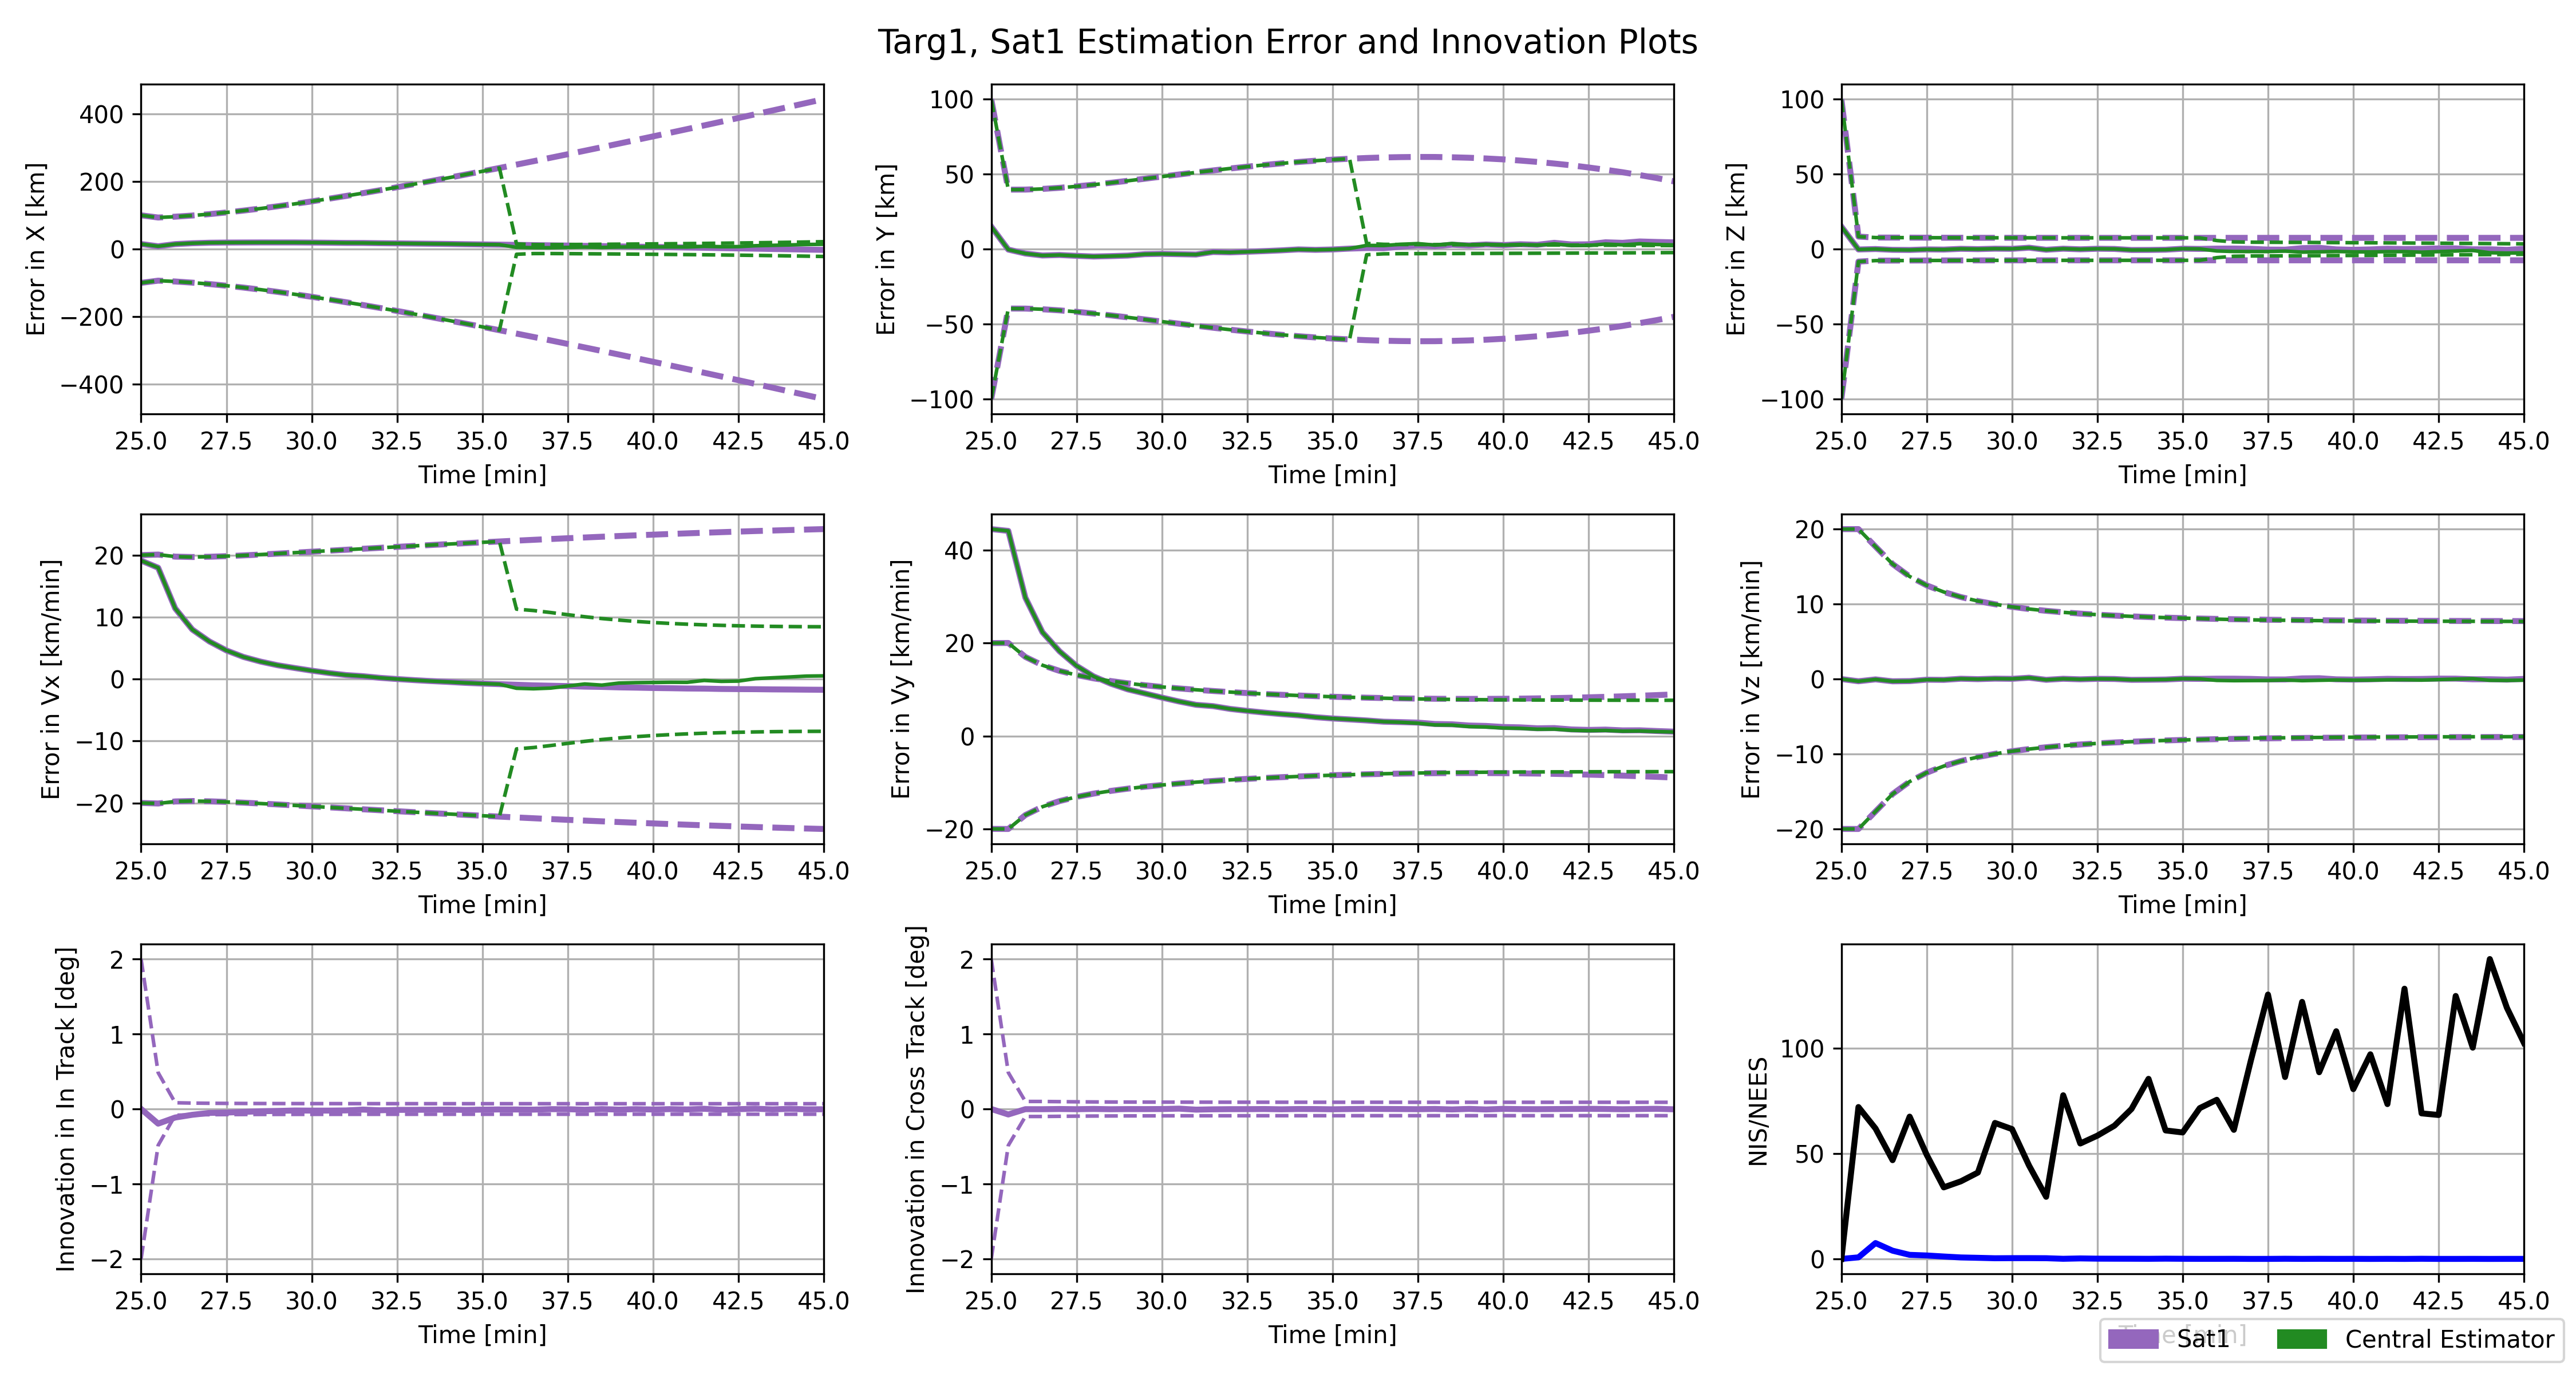 Targ1, Sat1 Estimation Error and Innovation Plots
Error in X [km]
400
200
0
−200
−400
25.0 27.5 30.0 32.5 35.0 37.5 40.0 42.5 45.0
Time [min]
Error in Y [km]
100
50
0
−50
−100
25.0 27.5 30.0 32.5 35.0 37.5 40.0 42.5 45.0
Time [min]
Error in Z [km]
100
50
0
−50
−100
25.0 27.5 30.0 32.5 35.0 37.5 40.0 42.5 45.0
Time [min]
Error in Vx [km/min]
20
10
0
−10
−20
25.0 27.5 30.0 32.5 35.0 37.5 40.0 42.5 45.0
Time [min]
Error in Vy [km/min]
40
20
0
−20
25.0 27.5 30.0 32.5 35.0 37.5 40.0 42.5 45.0
Time [min]
Error in Vz [km/min]
20
10
0
−10
−20
25.0 27.5 30.0 32.5 35.0 37.5 40.0 42.5 45.0
Time [min]
Innovation in In Track [deg]
2
1
0
−1
−2
25.0 27.5 30.0 32.5 35.0 37.5 40.0 42.5 45.0
Time [min]
Innovation in Cross Track [deg]
2
1
0
−1
−2
25.0 27.5 30.0 32.5 35.0 37.5 40.0 42.5 45.0
Time [min]
NIS/NEES
100
50
0
25.0 27.5 30.0 32.5 35.0 37.5 40.0 42.5 45.0
Time [min]
Sat1
Central Estimator